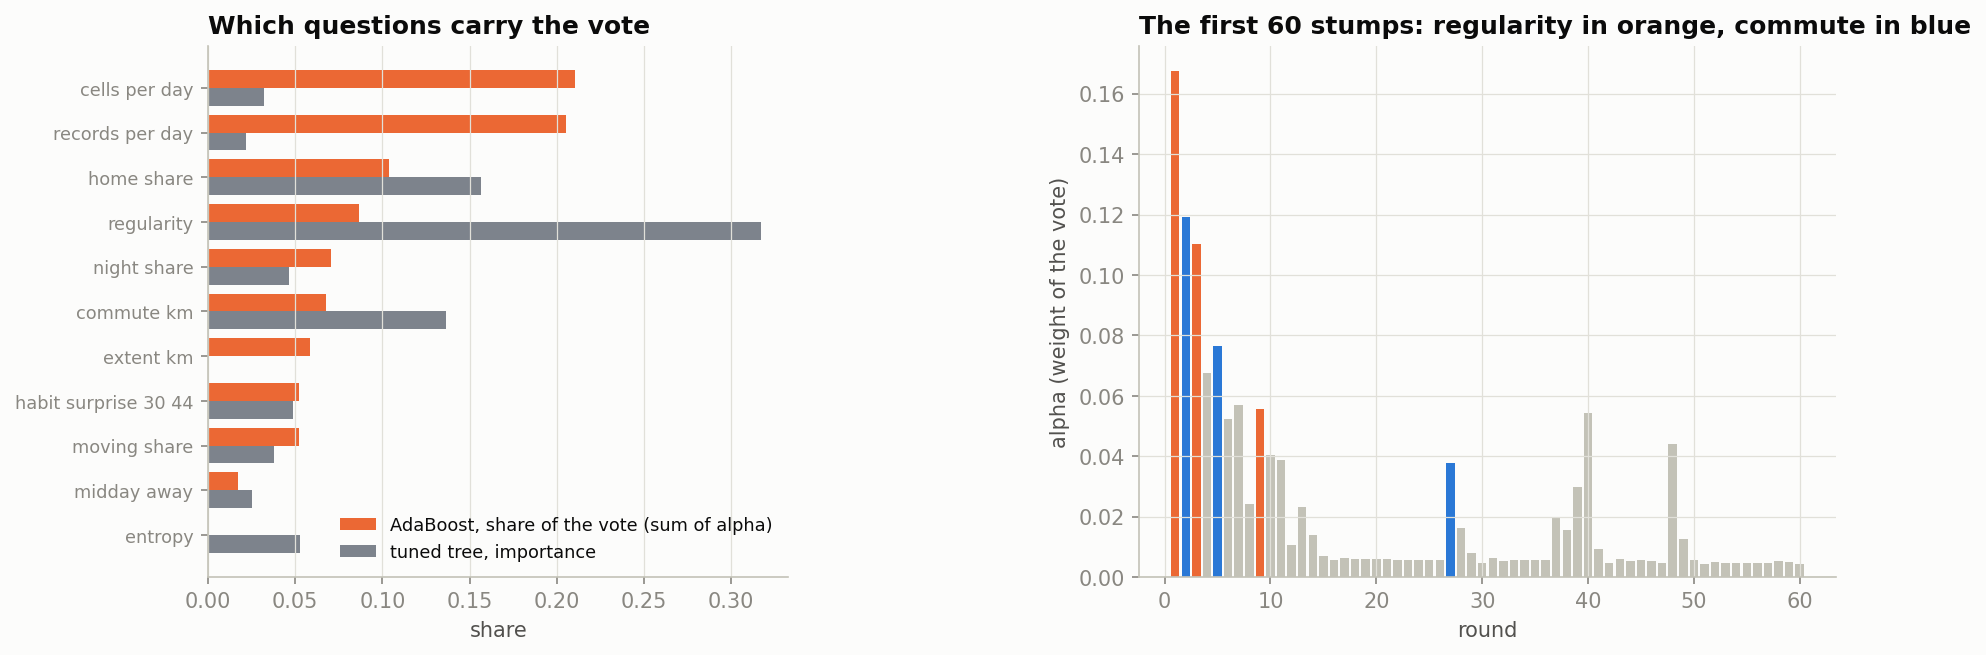 Which questions carry the vote
cells per day
records per day
home share
regularity
night share
commute km
extent km
habit surprise 30 44
moving share
midday away
entropy
AdaBoost, share of the vote (sum of alpha)
tuned tree, importance
0.00 0.05 0.10 0.15 0.20 0.25 0.30
share
The first 60 stumps: regularity in orange, commute in blue
alpha (weight of the vote)
0.16
0.14
0.12
0.10
0.08
0.06
0.04
0.02
0.00
0 10 20 30 40 50 60
round